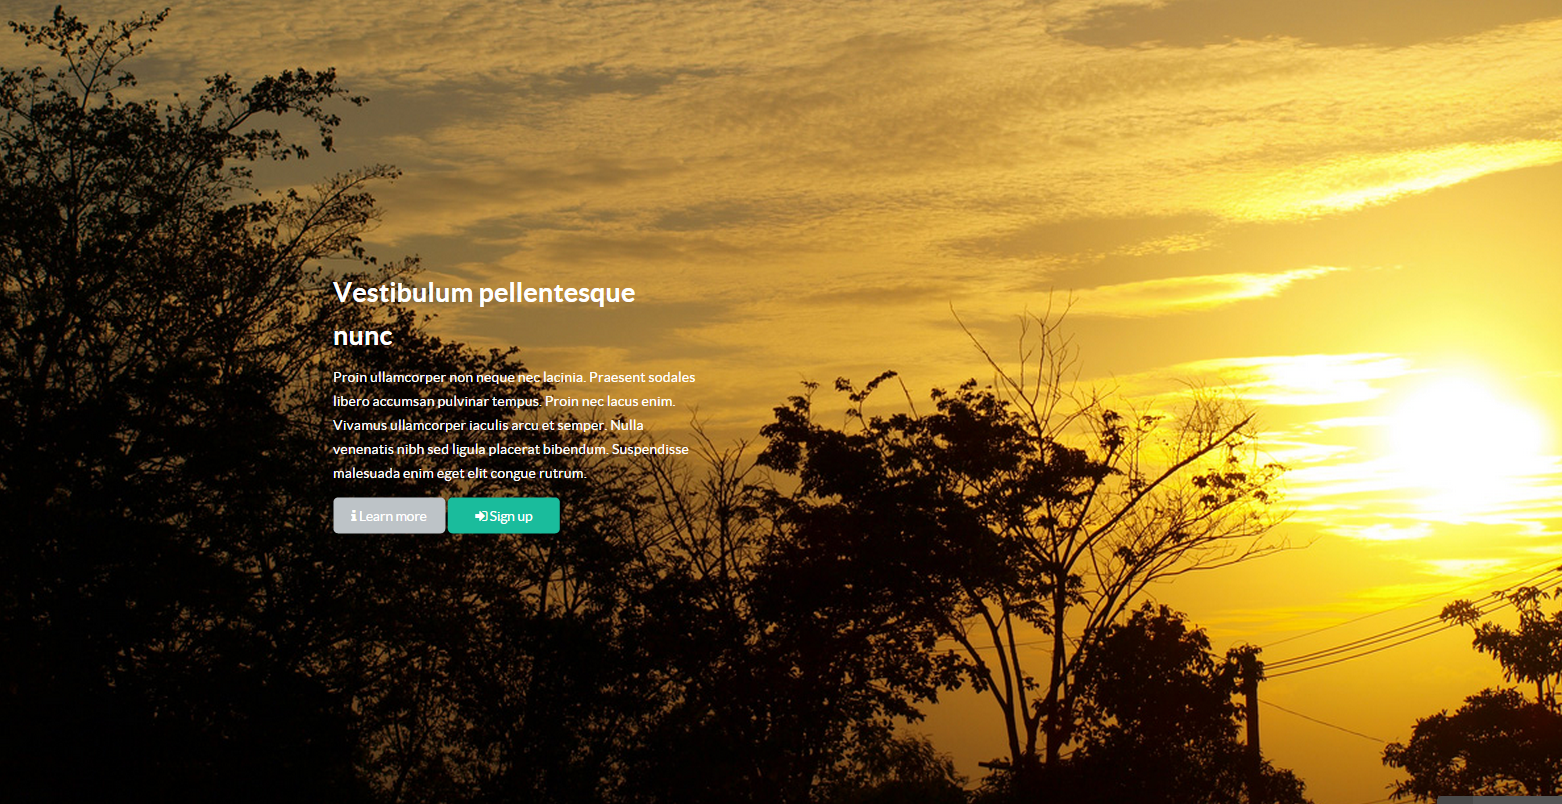 Vestibulum pellentesque
nunc
Proin ullamcorper non neque nec lacinia. Praesent sodales
libero accumsan pulvinar tempus. Proin nec lacus enim.
Vivamus ullamcorper iaculis arcu et semper. Nulla
venenatis nibh sed ligula placerat bibendum. Suspendisse
malesuada enim eget elit congue rutrum.
Learn more Sign up